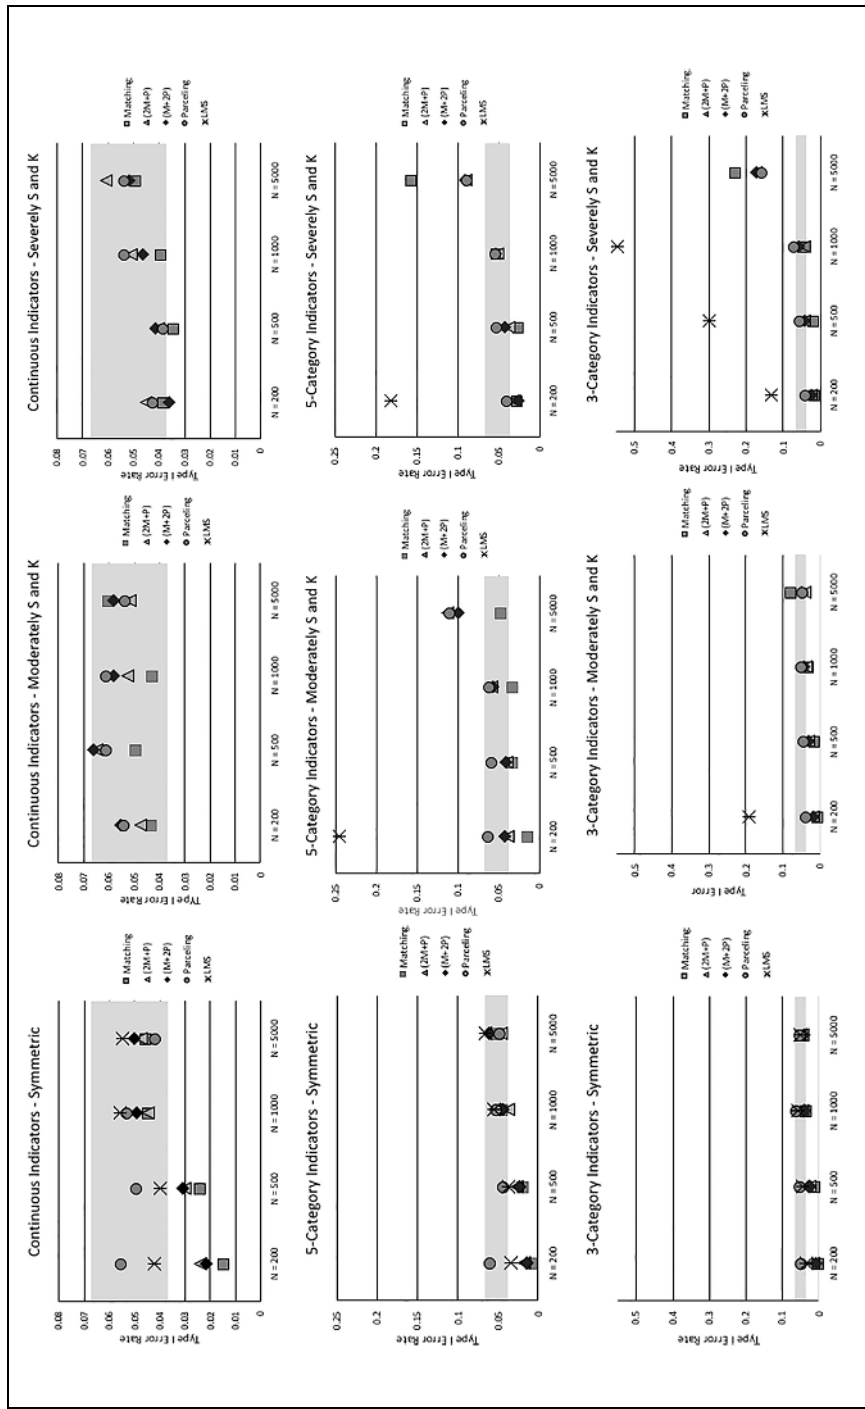 Continuous Indicators - Symmetric
Type I Error Rate
0.08
0.07
0.06
0.05
0.04
0.03
0.02
0.01
0
N = 200
N = 500
N = 1000
N = 5000
Matching
(2M+P)
(M+2P)
Parceling
LMS
Continuous Indicators - Moderately S and K
Type I Error Rate
0.08
0.07
0.06
0.05
0.04
0.03
0.02
0.01
0
N = 200
N = 500
N = 1000
N = 5000
Matching
(2M+P)
(M+2P)
Parceling
LMS
Continuous Indicators - Severely S and K
Type I Error Rate
0.08
0.07
0.06
0.05
0.04
0.03
0.02
0.01
0
N = 200
N = 500
N = 1000
N = 5000
Matching
(2M+P)
(M+2P)
Parceling
LMS
5-Category Indicators - Symmetric
Type I Error Rate
0.25
0.2
0.15
0.1
0.05
0
N = 200
N = 500
N = 1000
N = 5000
Matching
(2M+P)
(M+2P)
Parceling
LMS
5-Category Indicators - Moderately S and K
Type I Error Rate
0.25
0.2
0.15
0.1
0.05
0
N = 200
N = 500
N = 1000
N = 5000
Matching
(2M+P)
(M+2P)
Parceling
LMS
5-Category Indicators - Severely S and K
Type I Error Rate
0.25
0.2
0.15
0.1
0.05
0
N = 200
N = 500
N = 1000
N = 5000
Matching
(2M+P)
(M+2P)
Parceling
LMS
3-Category Indicators - Symmetric
Type I Error Rate
0.5
0.4
0.3
0.2
0.1
0
N = 200
N = 500
N = 1000
N = 5000
Matching
(2M+P)
(M+2P)
Parceling
LMS
3-Category Indicators - Moderately S and K
Type I Error
0.5
0.4
0.3
0.2
0.1
0
N = 200
N = 500
N = 1000
N = 5000
Matching
(2M+P)
(M+2P)
Parceling
LMS
3-Category Indicators - Severely S and K
Type I Error Rate
0.5
0.4
0.3
0.2
0.1
0
N = 200
N = 500
N = 1000
N = 5000
Matching
(2M+P)
(M+2P)
Parceling
LMS